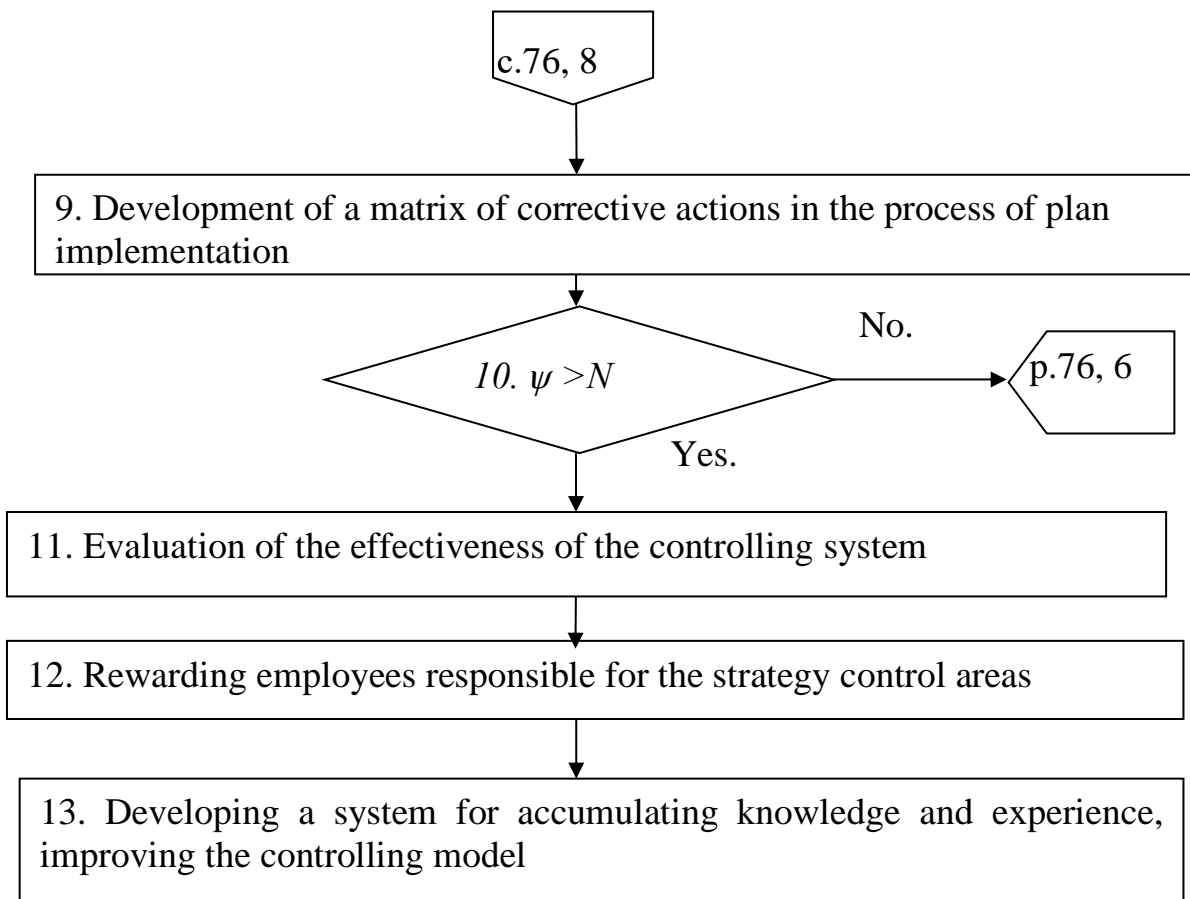 c.76, 8
9. Development of a matrix of corrective actions in the process of plan
implementation
No.
10. ψ >N
p.76, 6
Yes.
11. Evaluation of the effectiveness of the controlling system
12. Rewarding employees responsible for the strategy control areas
13. Developing a system for accumulating knowledge and experience,
improving the controlling model